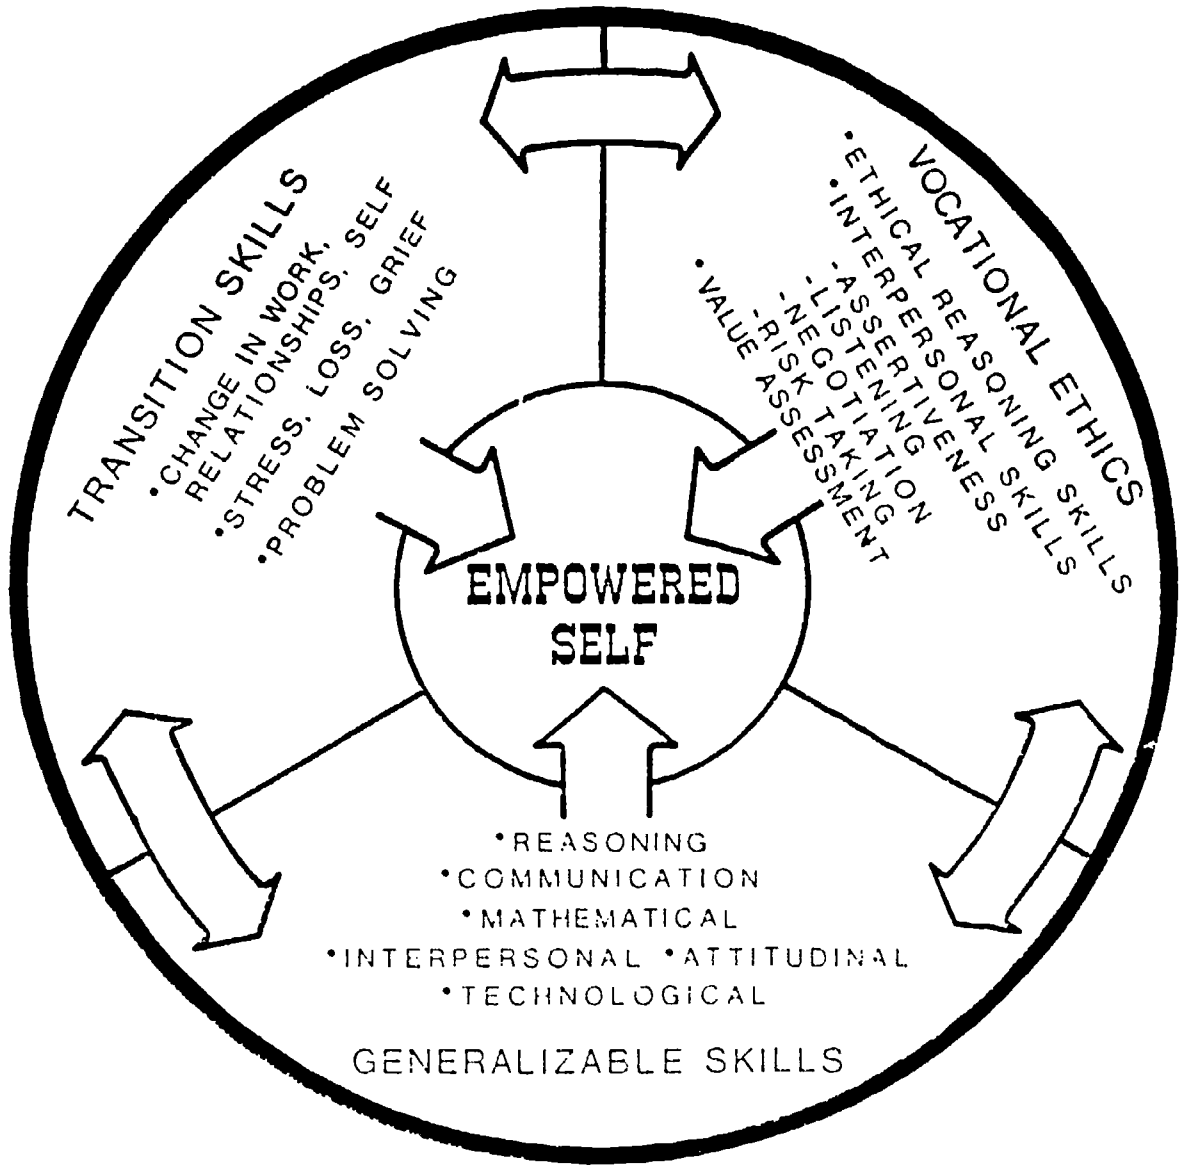 TRANSITION SKILLS
•CHANGE IN WORK,
RELATIONSHIPS, SELF
•STRESS, LOSS, GRIEF
•PROBLEM SOLVING
VOCATIONAL ETHICS
•ETHICAL REASONING SKILLS
•INTERPERSONAL SKILLS
-ASSERTIVENESS
-LISTENING
-NEGOTIATION
-RISK TAKING
•VALUE ASSESSMENT
EMPOWERED
SELF
•REASONING
•COMMUNICATION
•MATHEMATICAL
•INTERPERSONAL •ATTITUDINAL
•TECHNOLOGICAL
GENERALIZABLE SKILLS